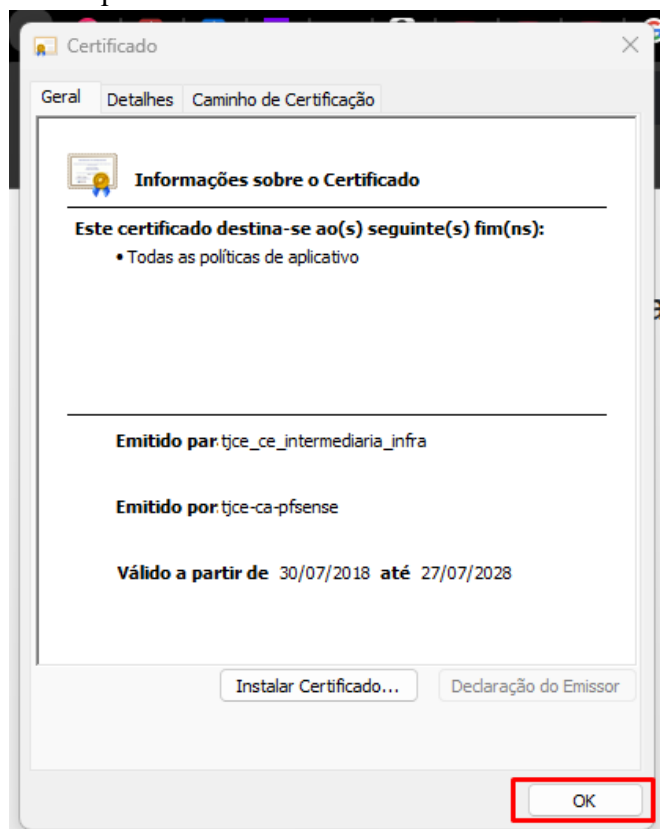 Certificado
Geral Detalhes Caminho de Certificação
Informações sobre o Certificado
Este certificado destina-se ao(s) seguinte(s) fim(ns):
• Todas as políticas de aplicativo
Emitido par: tjce_ce_intermediaria_infra
Emitido por: tjce-ca-pfsense
Válido a partir de 30/07/2018 até 27/07/2028
Instalar Certificado... Declaração do Emissor
OK